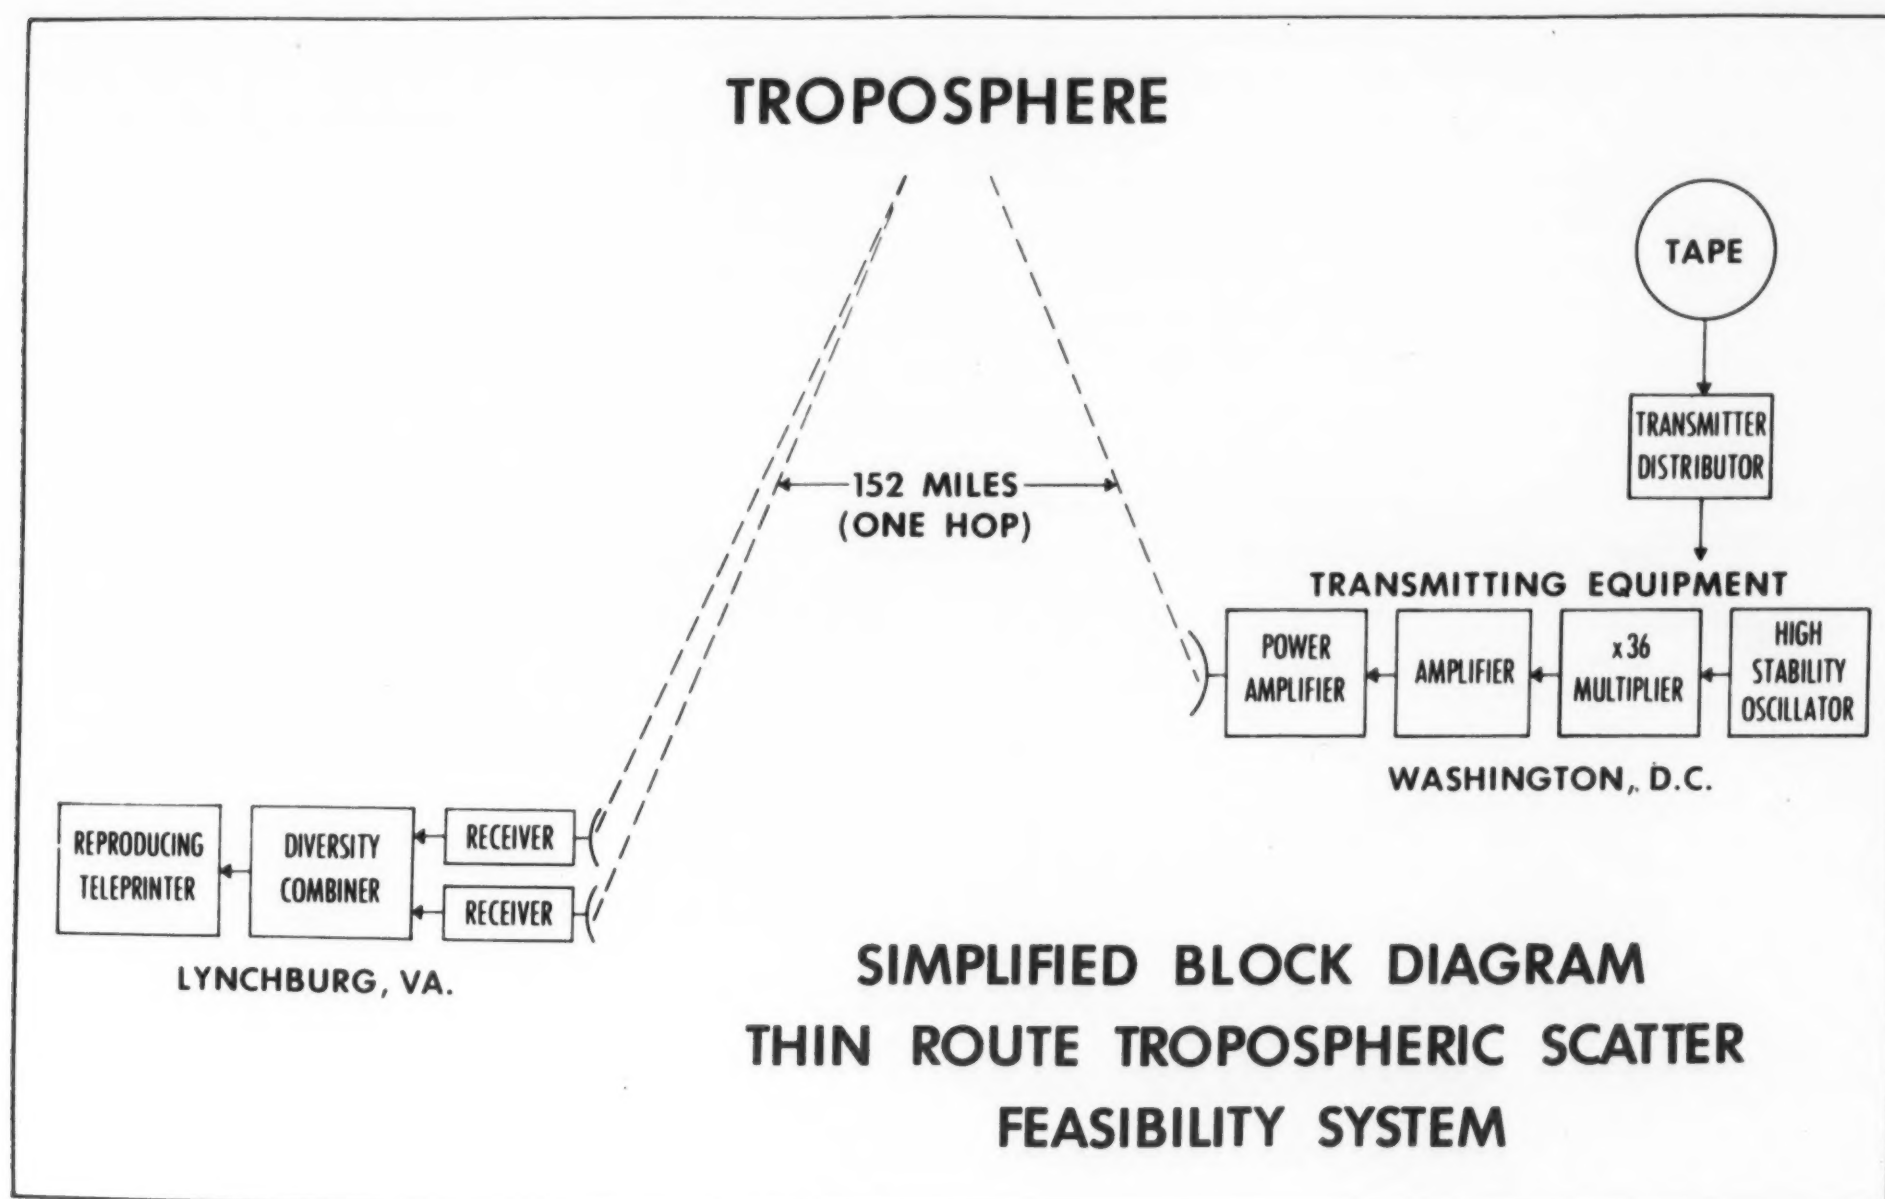 TROPOSPHERE
TAPE
TRANSMITTER
DISTRIBUTOR
152 MILES
(ONE HOP)
TRANSMITTING EQUIPMENT
POWER
AMPLIFIER
AMPLIFIER
x 36
MULTIPLIER
HIGH
STABILITY
OSCILLATOR
WASHINGTON, D.C.
REPRODUCING
TELEPRINTER
DIVERSITY
COMBINER
RECEIVER
RECEIVER
LYNCHBURG, VA.
SIMPLIFIED BLOCK DIAGRAM
THIN ROUTE TROPOSPHERIC SCATTER
FEASIBILITY SYSTEM